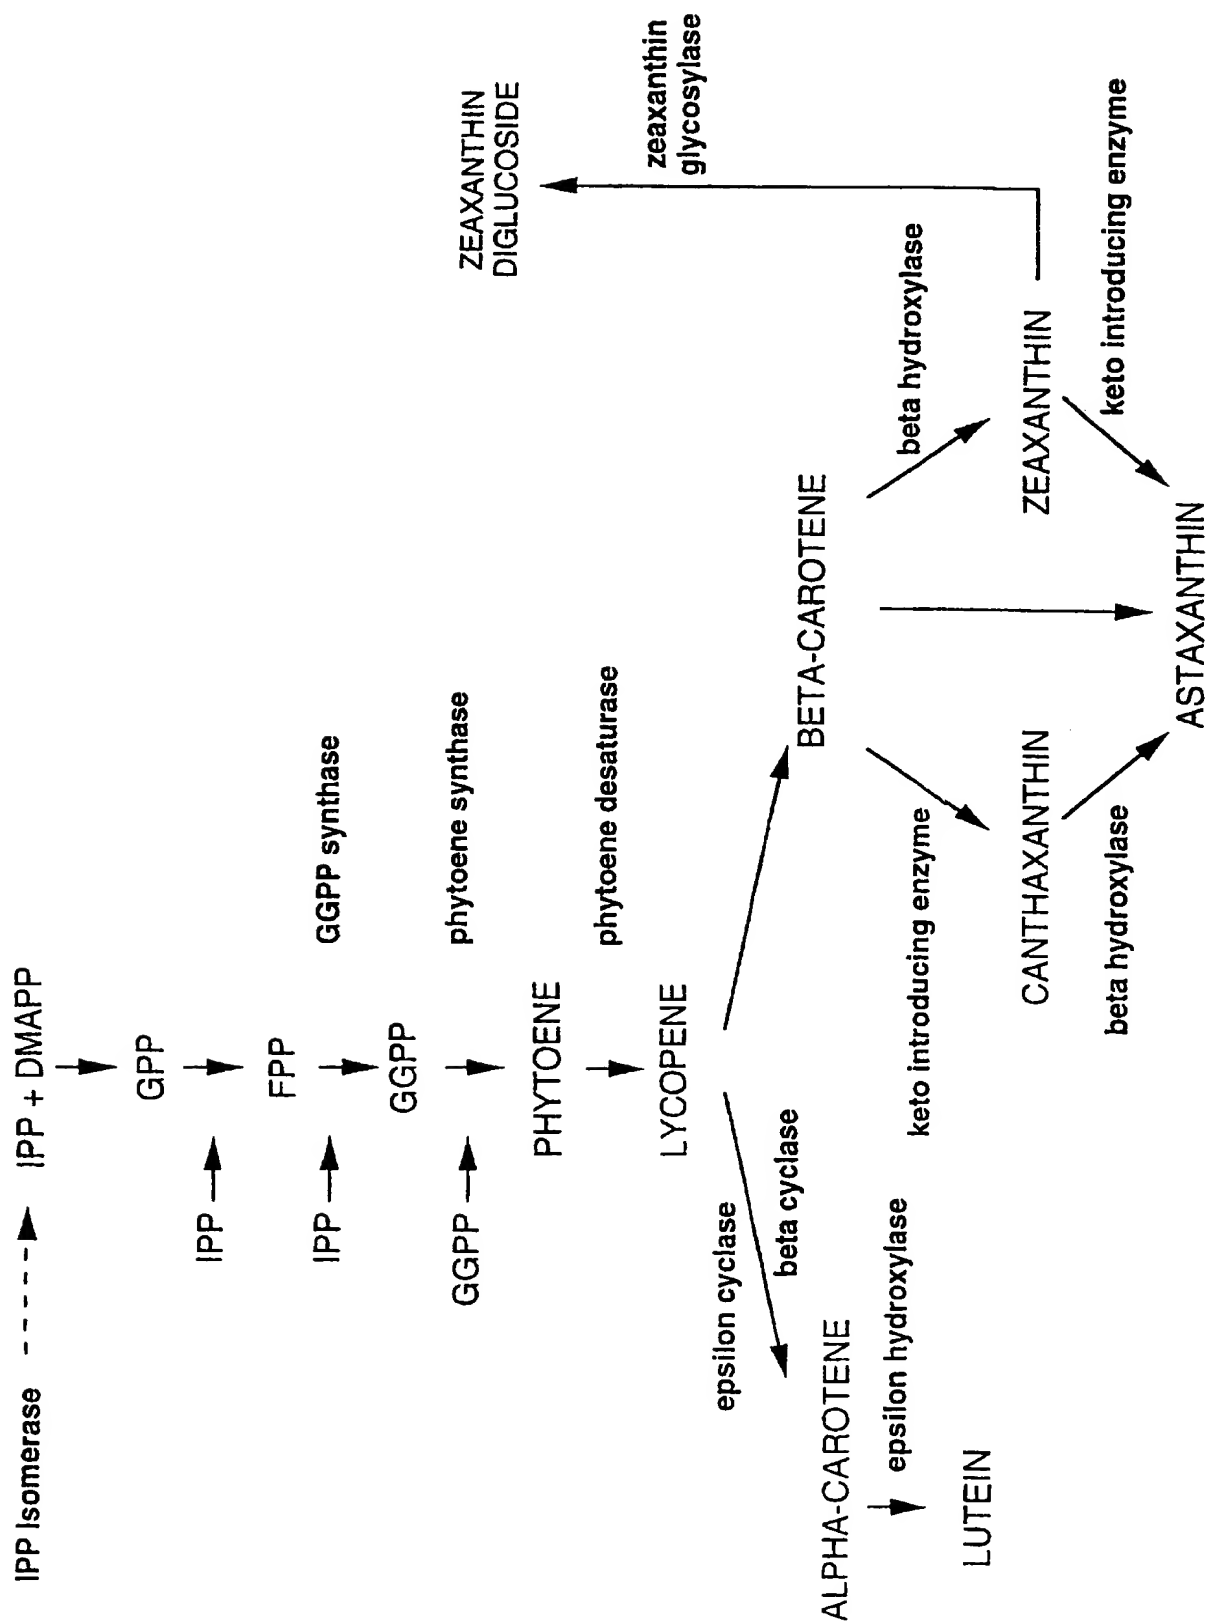 IPP Isomerase
IPP + DMAPP
GPP
IPP
FPP
IPP
GGPP synthase
GGPP
GGPP
phytoene synthase
PHYTOENE
phytoene desaturase
LYCOPENE
epsilon cyclase
beta cyclase
ALPHA-CAROTENE
BETA-CAROTENE
epsilon hydroxylase
LUTEIN
keto introducing enzyme
beta hydroxylase
CANTHAXANTHIN
ZEAXANTHIN
beta hydroxylase
keto introducing enzyme
ASTAXANTHIN
ZEAXANTHIN
DIGLUCOSIDE
zeaxanthin
glycosylase